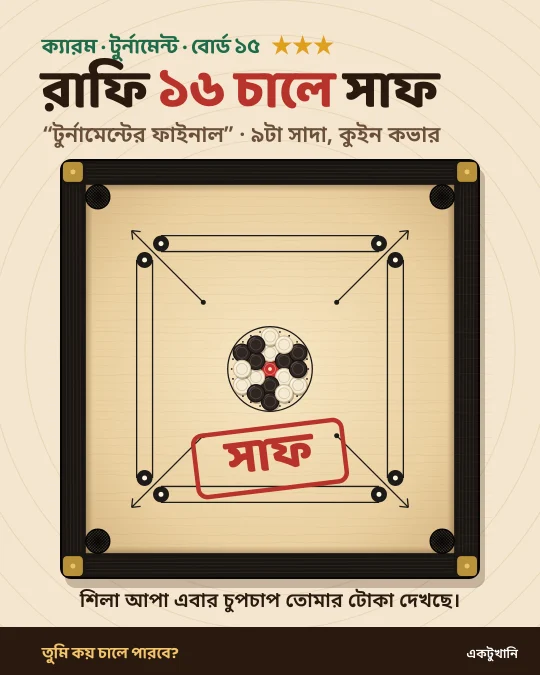 ক্যারম · টুর্নামেন্ট · বোর্ড ১৫ ★★★
রাফি ১৬ চালে সাফ
“টুর্নামেন্টের ফাইনাল” · ৯টা সাদা, কুইন কভার
সাফ
শিলা আপা এবার চুপচাপ তোমার টোকা দেখছে।
তুমি কয় চালে পারবে?
একটুখানি